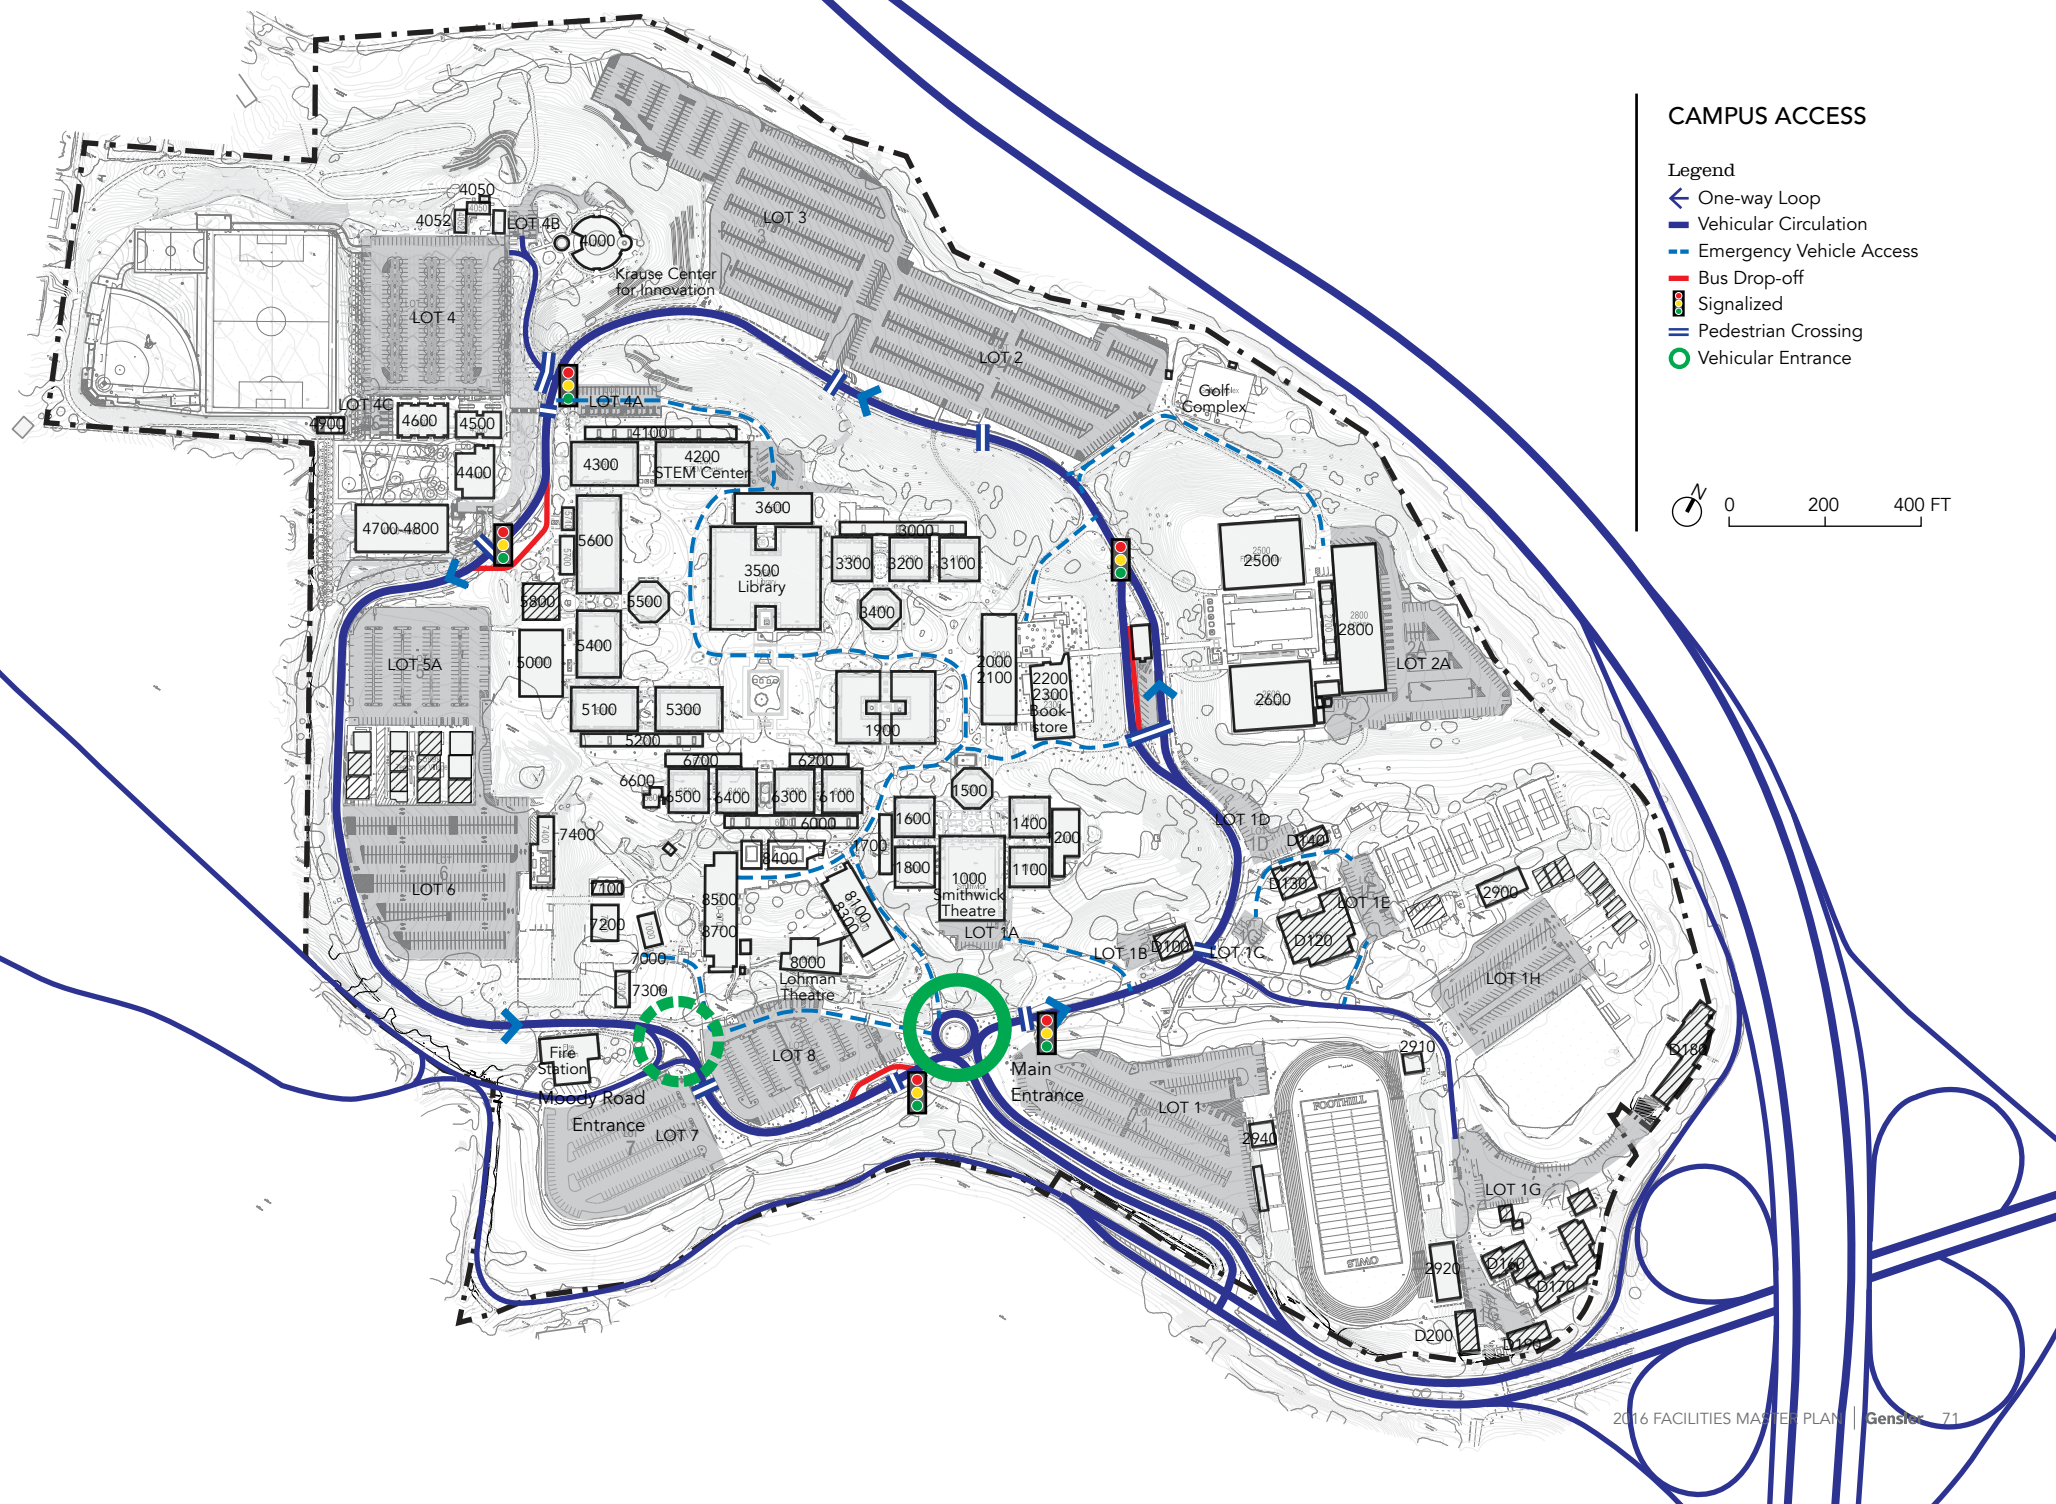 CAMPUS ACCESS
Legend
One-way Loop
Vehicular Circulation
Emergency Vehicle Access
Bus Drop-off
Signalized
Pedestrian Crossing
Vehicular Entrance
N
0 200 400 FT
4050
4052
LOT 4B
4000
Krause Center
for Innovation
LOT 3
LOT 4
LOT 2
Golf
Complex
LOT 4C
LOT 4A
4900
4600
4500
4100
4400
4300
4200
STEM Center
4700-4800
3600
3000
5600
3500
Library
3300
3200
3100
2500
5800
5500
3400
2800
5400
5000
LOT 5A
2000
2100
2200
2300
Book-
store
LOT 2A
2600
5100
5300
1900
5200
6700
6200
6600
6500
6400
6300
6100
1500
6000
1600
1400
LOT 1D
7400
8400
1700
200
D140
1800
1000
Smithwick
Theatre
1100
D130
LOT 6
7100
8500
8100
8300
LOT 1E
2900
7200
8700
LOT 1A
LOT 1B
D100
LOT 1C
D120
7000
8000
Lohman
Theatre
LOT 1H
7300
Fire
Station
LOT 8
Main
Entrance
2910
D180
Moody Road
Entrance
LOT 7
7
LOT 1
FOOTHILL
2940
LOT 1G
OWLS
2920
D160
D170
D200
D190
2016 FACILITIES MASTER PLAN | Gensler 71